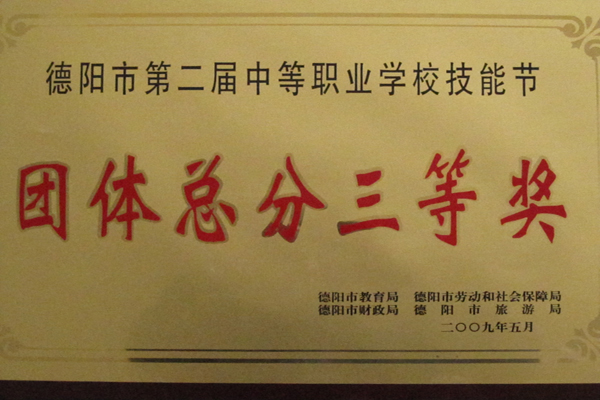 德阳市第二届中等职业学校技能节
团体总分三等奖
德阳市教育局 德阳市劳动和社会保障局
德阳市财政局 德阳市旅游局
二〇〇九年五月